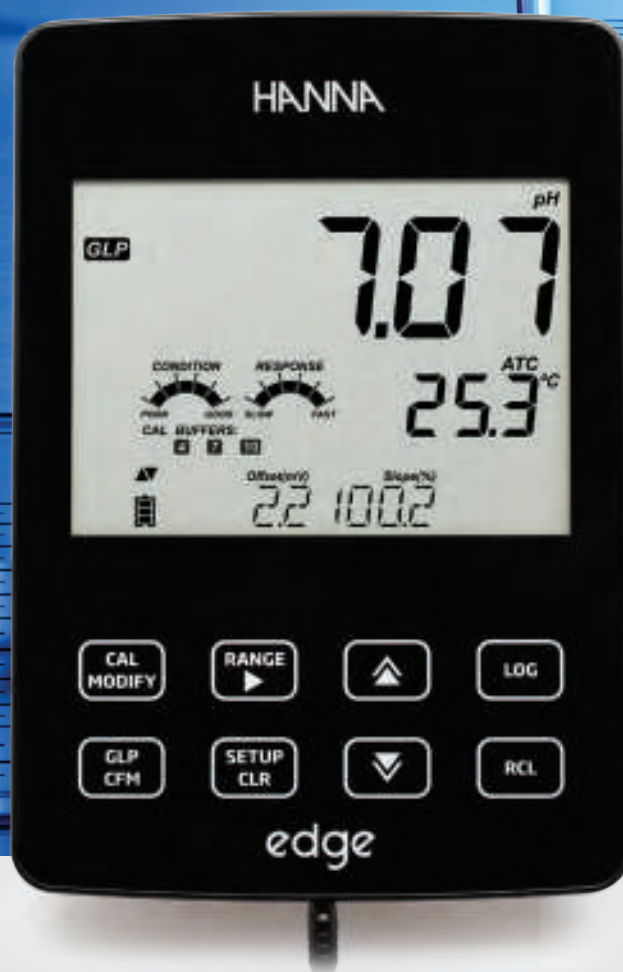 HANNA
pH
GLP
7.07
CONDITION RESPONSE
POOR GOOD SLOW FAST
ATC
25.3 °C
CAL BUFFERS:
4 7 10
Offset(mV) Slope(%)
2.2 100.2
CAL MODIFY
RANGE
LOG
GLP CFM
SETUP CLR
RCL
edge